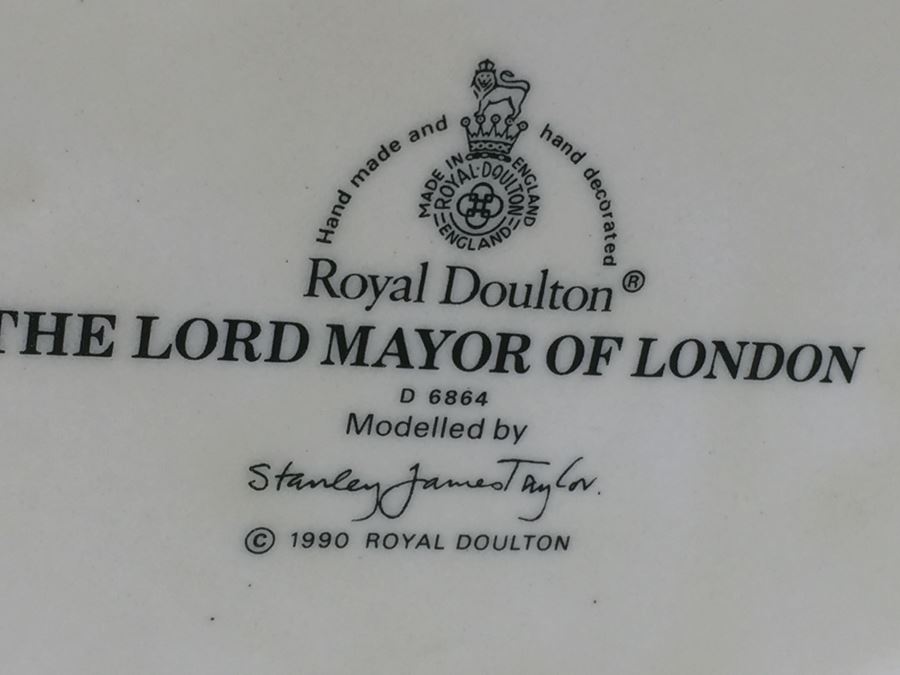 Hand made and hand decorated
MADE IN ENGLAND
ROYAL·DOULTON
ENGLAND
Royal Doulton®
THE LORD MAYOR OF LONDON
D 6864
Modelled by
Stanley James Taylor.
© 1990 ROYAL DOULTON